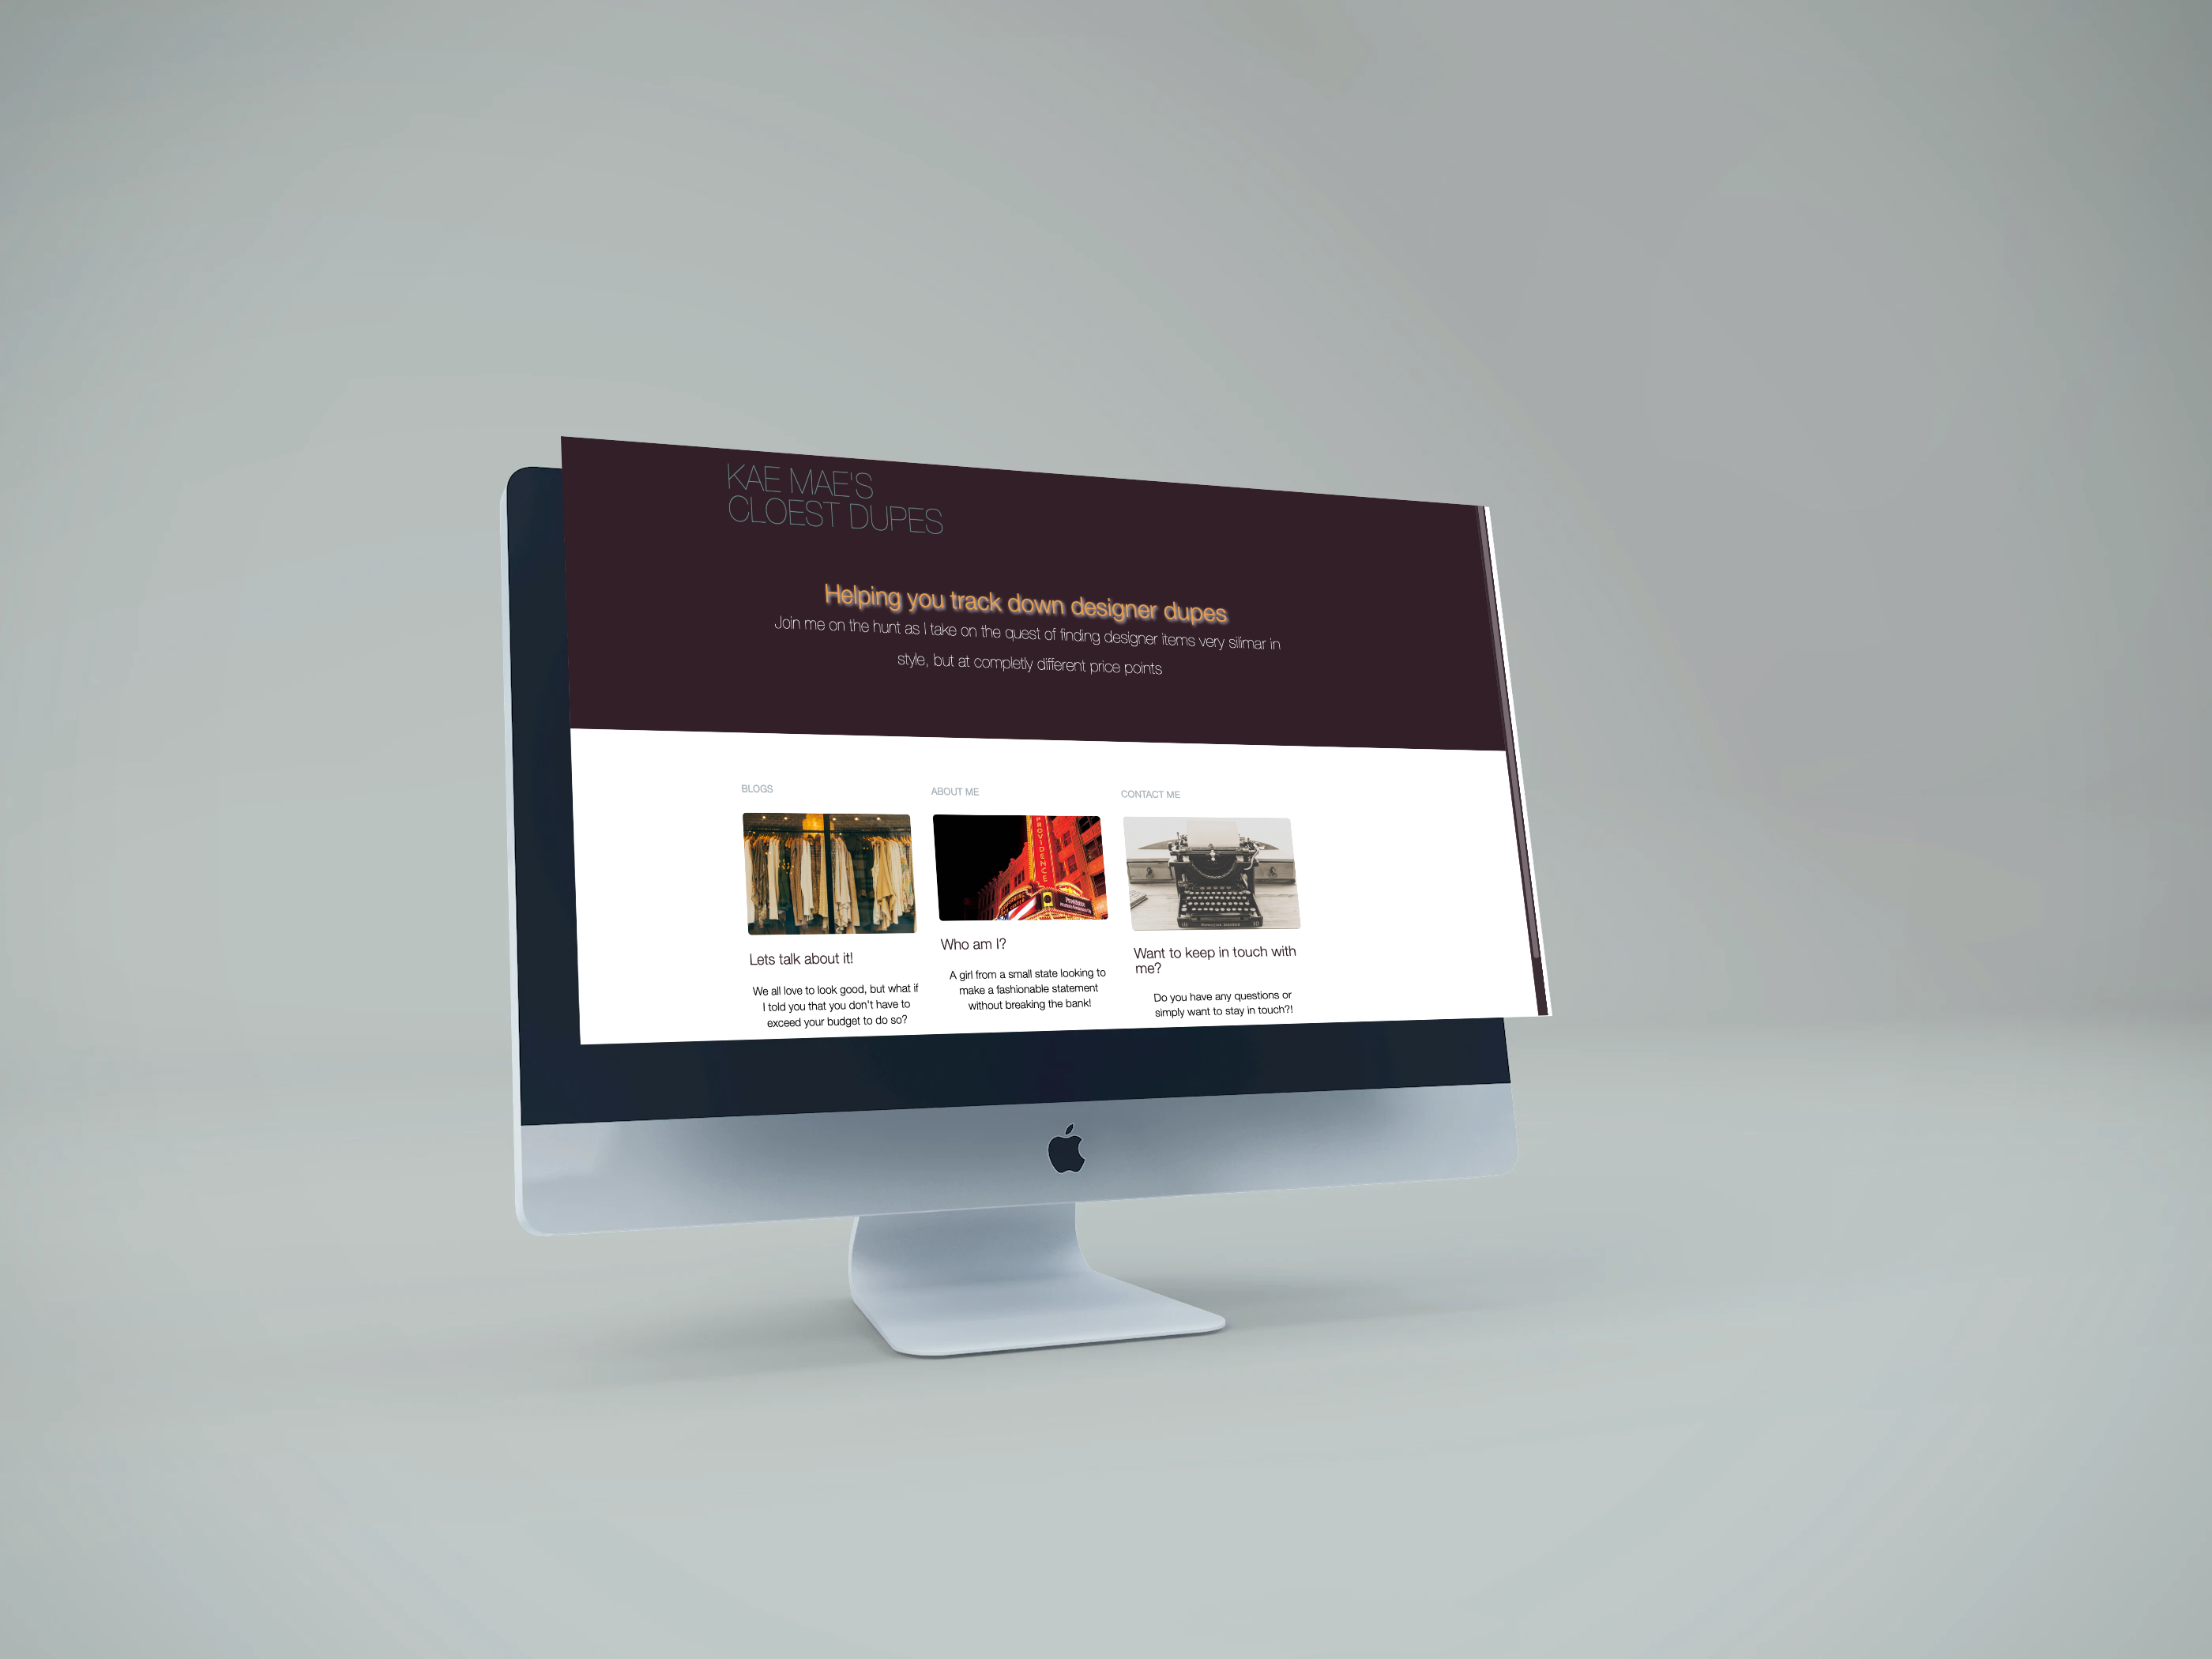 KAE MAE'S
CLOEST DUPES
Helping you track down designer dupes
Join me on the hunt as I take on the quest of finding designer items very silimar in
style, but at completly different price points
BLOGS
ABOUT ME
CONTACT ME
PROVIDENCE
Lets talk about it!
We all love to look good, but what if
I told you that you don't have to
exceed your budget to do so?
Who am I?
A girl from a small state looking to
make a fashionable statement
without breaking the bank!
Want to keep in touch with
me?
Do you have any questions or
simply want to stay in touch?!